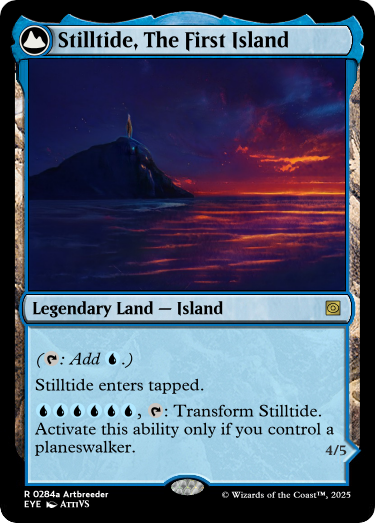 Stilltide, The First Island
Legendary Land — Island
(: Add .)
Stilltide enters tapped.
, : Transform Stilltide.
Activate this ability only if you control a
planeswalker.
4/5
R 0284a Artbreeder
EYE AttiVS
© Wizards of the Coast™, 2025